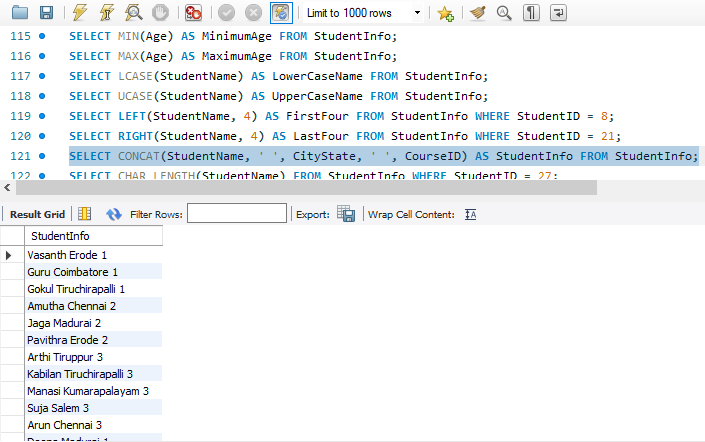 Limit to 1000 rows
115 SELECT MIN(Age) AS MinimumAge FROM StudentInfo;
116 SELECT MAX(Age) AS MaximumAge FROM StudentInfo;
117 SELECT LCASE(StudentName) AS LowerCaseName FROM StudentInfo;
118 SELECT UCASE(StudentName) AS UpperCaseName FROM StudentInfo;
119 SELECT LEFT(StudentName, 4) AS FirstFour FROM StudentInfo WHERE StudentID = 8;
120 SELECT RIGHT(StudentName, 4) AS LastFour FROM StudentInfo WHERE StudentID = 21;
121 SELECT CONCAT(StudentName, ' ', CityState, ' ', CourseID) AS StudentInfo FROM StudentInfo;
122 SELECT CHAR_LENGTH(StudentName) FROM StudentInfo WHERE StudentID = 27;
Result Grid Filter Rows: Export: Wrap Cell Content: IA
StudentInfo
Vasanth Erode 1
Guru Coimbatore 1
Gokul Tiruchirapalli 1
Amutha Chennai 2
Jaga Madurai 2
Pavithra Erode 2
Arthi Tiruppur 3
Kabilan Tiruchirapalli 3
Manasi Kumarapalayam 3
Suja Salem 3
Arun Chennai 3
Madurai 1